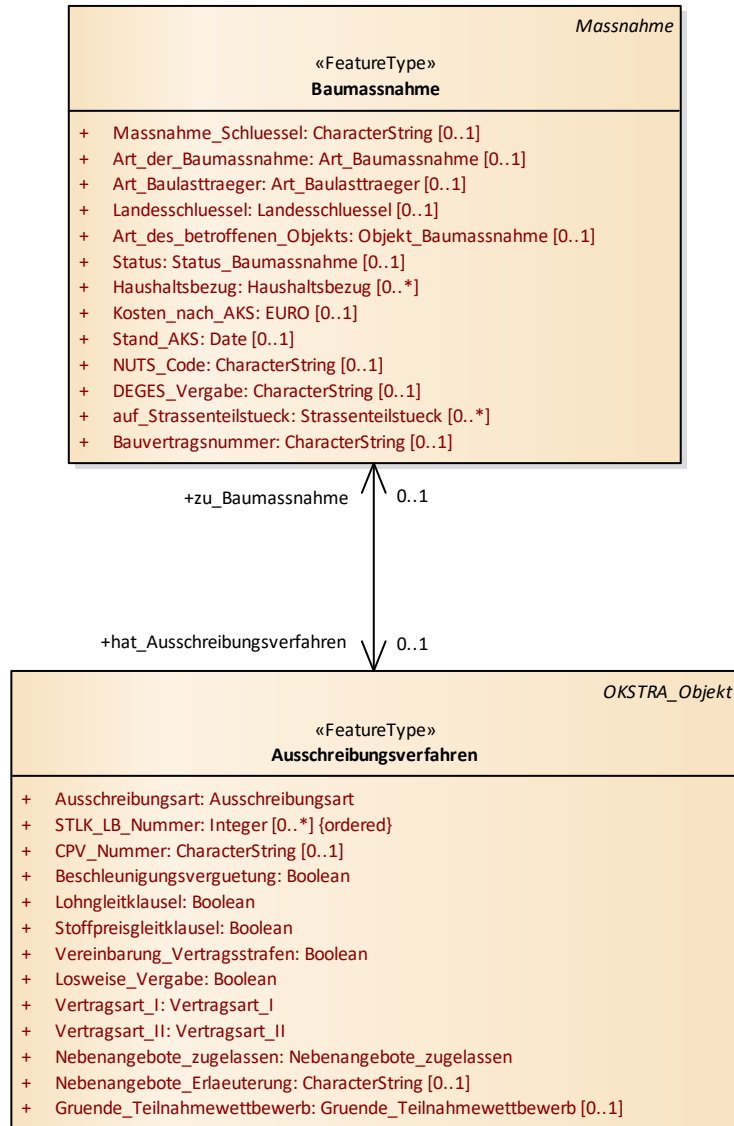 Massnahme
«FeatureType»
Baumassnahme
+ Massnahme_Schluessel: CharacterString [0..1]
+ Art_der_Baumassnahme: Art_Baumassnahme [0..1]
+ Art_Baulasttraeger: Art_Baulasttraeger [0..1]
+ Landesschluessel: Landesschluessel [0..1]
+ Art_des_betroffenen_Objekts: Objekt_Baumassnahme [0..1]
+ Status: Status_Baumassnahme [0..1]
+ Haushaltsbezug: Haushaltsbezug [0..*]
+ Kosten_nach_AKS: EURO [0..1]
+ Stand_AKS: Date [0..1]
+ NUTS_Code: CharacterString [0..1]
+ DEGES_Vergabe: CharacterString [0..1]
+ auf_Strassenteilstueck: Strassenteilstueck [0..*]
+ Bauvertragsnummer: CharacterString [0..1]
+zu_Baumassnahme 0..1
+hat_Ausschreibungsverfahren 0..1
OKSTRA_Objekt
«FeatureType»
Ausschreibungsverfahren
+ Ausschreibungsart: Ausschreibungsart
+ STLK_LB_Nummer: Integer [0..*] {ordered}
+ CPV_Nummer: CharacterString [0..1]
+ Beschleunigungsverguetung: Boolean
+ Lohngleitklausel: Boolean
+ Stoffpreisgleitklausel: Boolean
+ Vereinbarung_Vertragsstrafen: Boolean
+ Losweise_Vergabe: Boolean
+ Vertragsart_I: Vertragsart_I
+ Vertragsart_II: Vertragsart_II
+ Nebenangebote_zugelassen: Nebenangebote_zugelassen
+ Nebenangebote_Erlaeuterung: CharacterString [0..1]
+ Gruende_Teilnahmewettbewerb: Gruende_Teilnahmewettbewerb [0..1]